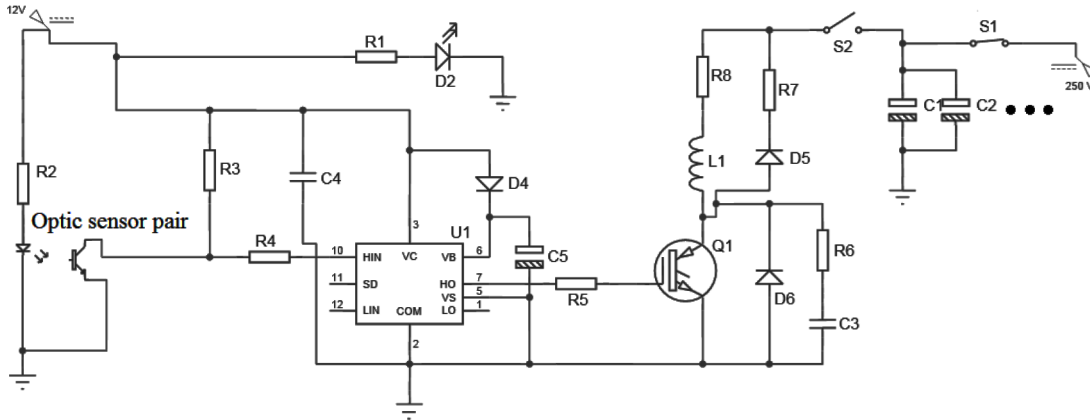 12V
R1
D2
S2
S1
250 V
R8
R7
C1
C2
R2
R3
C4
D4
L1
D5
Optic sensor pair
3
U1
R4
10
HIN
VC
VB
6
C5
Q1
R6
11
SD
HO
7
VS
5
R5
D6
12
LIN
COM
LO
1
C3
2